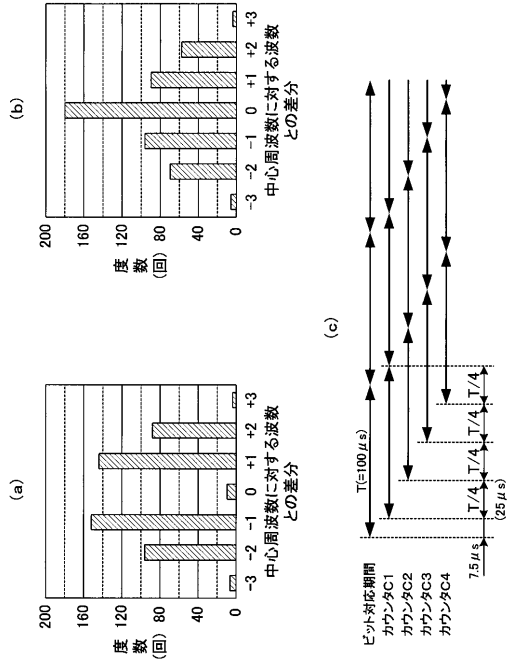 (a)
度数(回)
200
160
120
80
40
0
-3 -2 -1 0 +1 +2 +3
中心周波数に対する波数
との差分
(b)
度数(回)
200
160
120
80
40
0
-3 -2 -1 0 +1 +2 +3
中心周波数に対する波数
との差分
(c)
ビット対応期間
T(=100μs)
カウンタC1
カウンタC2
カウンタC3
カウンタC4
7.5μs
T/4 T/4 T/4 T/4
(25μs)